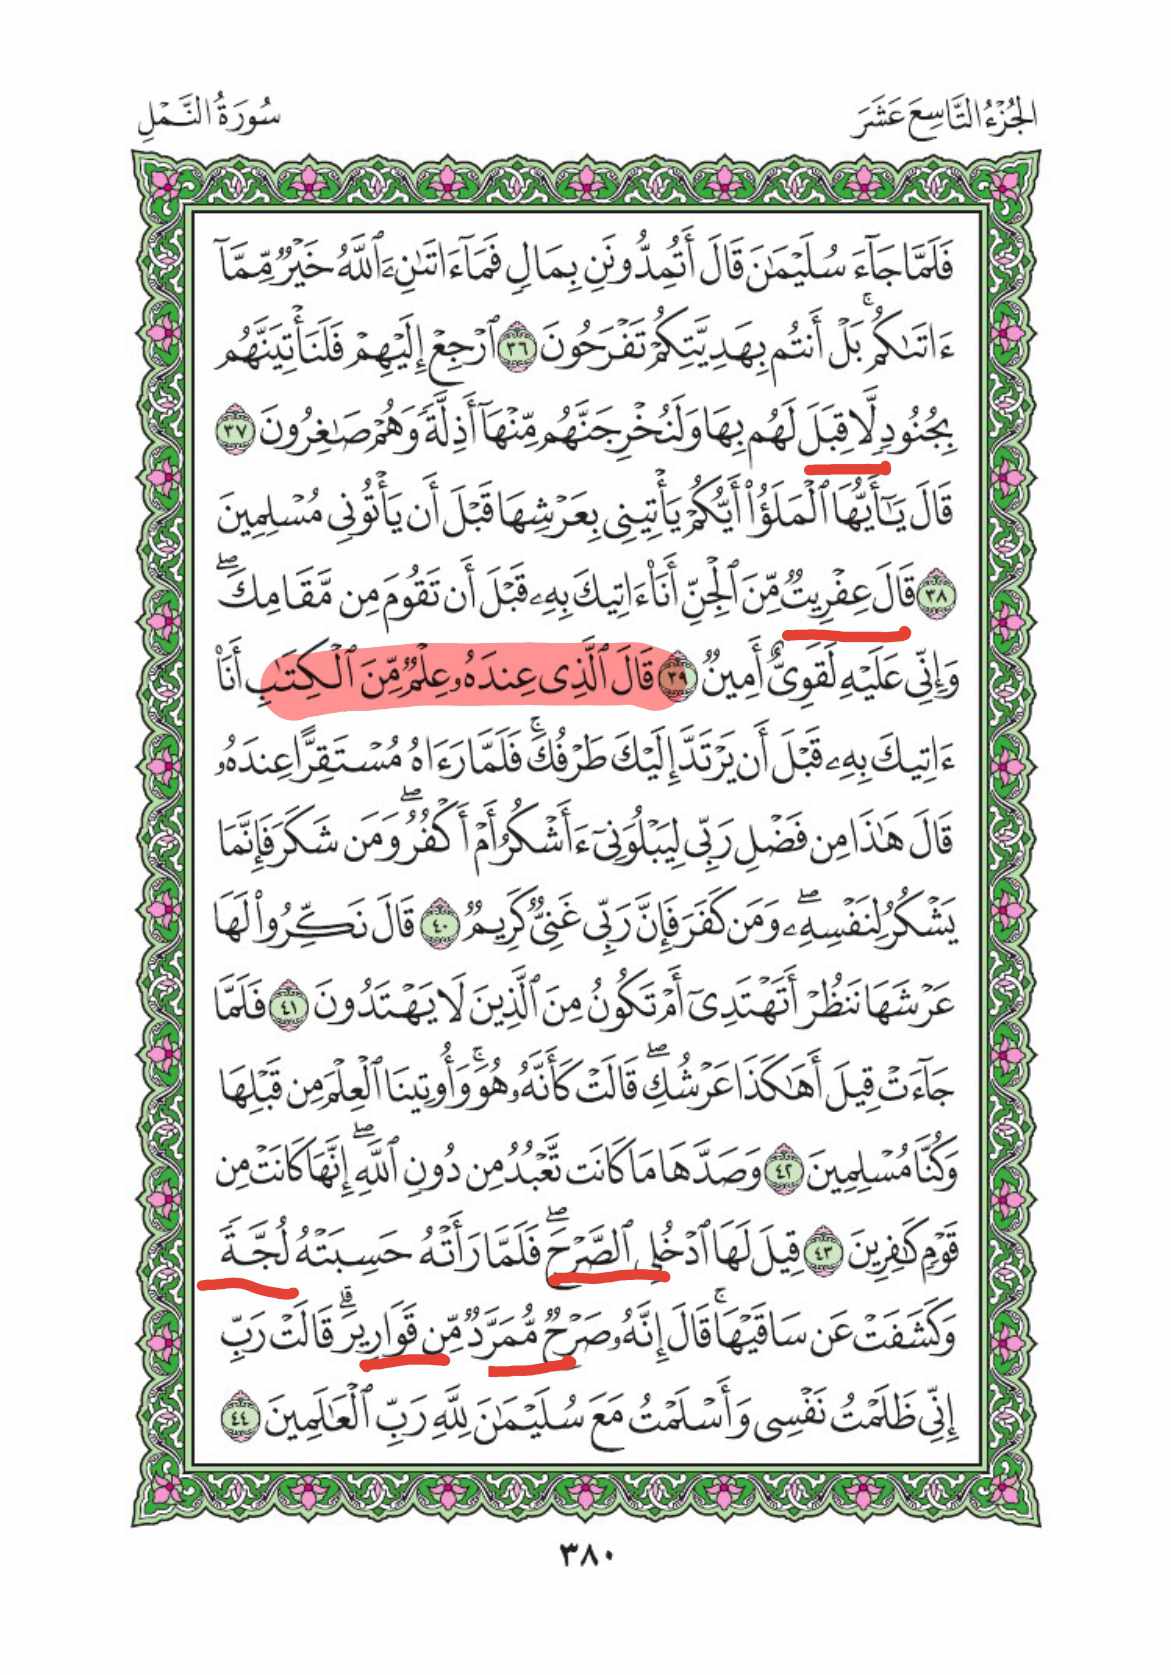 الجُزْءُ التَّاسِعَ عَشَرَ
سُورَةُ النَّمْلِ
فَلَمَّا جَآءَ سُلَيْمَٰنَ قَالَ أَتُمِدُّونَنِ بِمَالٖ فَمَآ ءَاتَىٰنِۦَ ٱللَّهُ خَيْرٞ مِّمَّآ
ءَاتَىٰكُمۚ بَلْ أَنتُم بِهَدِيَّتِكُمْ تَفْرَحُونَ ٣٦ ٱرْجِعْ إِلَيْهِمْ فَلَنَأْتِيَنَّهُم
بِجُنُودٖ لَّا قِبَلَ لَهُم بِهَا وَلَنُخْرِجَنَّهُم مِّنْهَآ أَذِلَّةٗ وَهُمْ صَٰغِرُونَ ٣٧
قَالَ يَٰٓأَيُّهَا ٱلْمَلَؤُا۟ أَيُّكُمْ يَأْتِينِي بِعَرْشِهَا قَبْلَ أَن يَأْتُونِي مُسْلِمِينَ
٣٨ قَالَ عِفْرِيتٞ مِّنَ ٱلْجِنِّ أَنَا۠ ءَاتِيكَ بِهِۦ قَبْلَ أَن تَقُومَ مِن مَّقَامِكَۖ
وَإِنِّي عَلَيْهِ لَقَوِيٌّ أَمِينٞ ٣٩ قَالَ ٱلَّذِي عِندَهُۥ عِلْمٞ مِّنَ ٱلْكِتَٰبِ أَنَا۠
ءَاتِيكَ بِهِۦ قَبْلَ أَن يَرْتَدَّ إِلَيْكَ طَرْفُكَۚ فَلَمَّا رَءَاهُ مُسْتَقِرًّا عِندَهُۥ
قَالَ هَٰذَا مِن فَضْلِ رَبِّي لِيَبْلُوَنِيٓ ءَأَشْكُرُ أَمْ أَكْفُرُۖ وَمَن شَكَرَ فَإِنَّمَا
يَشْكُرُ لِنَفْسِهِۦۖ وَمَن كَفَرَ فَإِنَّ رَبِّي غَنِيّٞ كَرِيمٞ ٤٠ قَالَ نَكِّرُوا۟ لَهَا
عَرْشَهَا نَنظُرْ أَتَهْتَدِيٓ أَمْ تَكُونُ مِنَ ٱلَّذِينَ لَا يَهْتَدُونَ ٤١ فَلَمَّا
جَآءَتْ قِيلَ أَهَٰكَذَا عَرْشُكِۖ قَالَتْ كَأَنَّهُۥ هُوَۚ وَأُوتِينَا ٱلْعِلْمَ مِن قَبْلِهَا
وَكُنَّا مُسْلِمِينَ ٤٢ وَصَدَّهَا مَا كَانَت تَّعْبُدُ مِن دُونِ ٱللَّهِۖ إِنَّهَا كَانَتْ مِن
قَوْمٖ كَٰفِرِينَ ٤٣ قِيلَ لَهَا ٱدْخُلِي ٱلصَّرْحَۖ فَلَمَّا رَأَتْهُ حَسِبَتْهُ لُجَّةٗ
وَكَشَفَتْ عَن سَاقَيْهَاۚ قَالَ إِنَّهُۥ صَرْحٞ مُّمَرَّدٞ مِّن قَوَارِيرَۗ قَالَتْ رَبِّ
إِنِّي ظَلَمْتُ نَفْسِي وَأَسْلَمْتُ مَعَ سُلَيْمَٰنَ لِلَّهِ رَبِّ ٱلْعَٰلَمِينَ ٤٤
٣٨٠